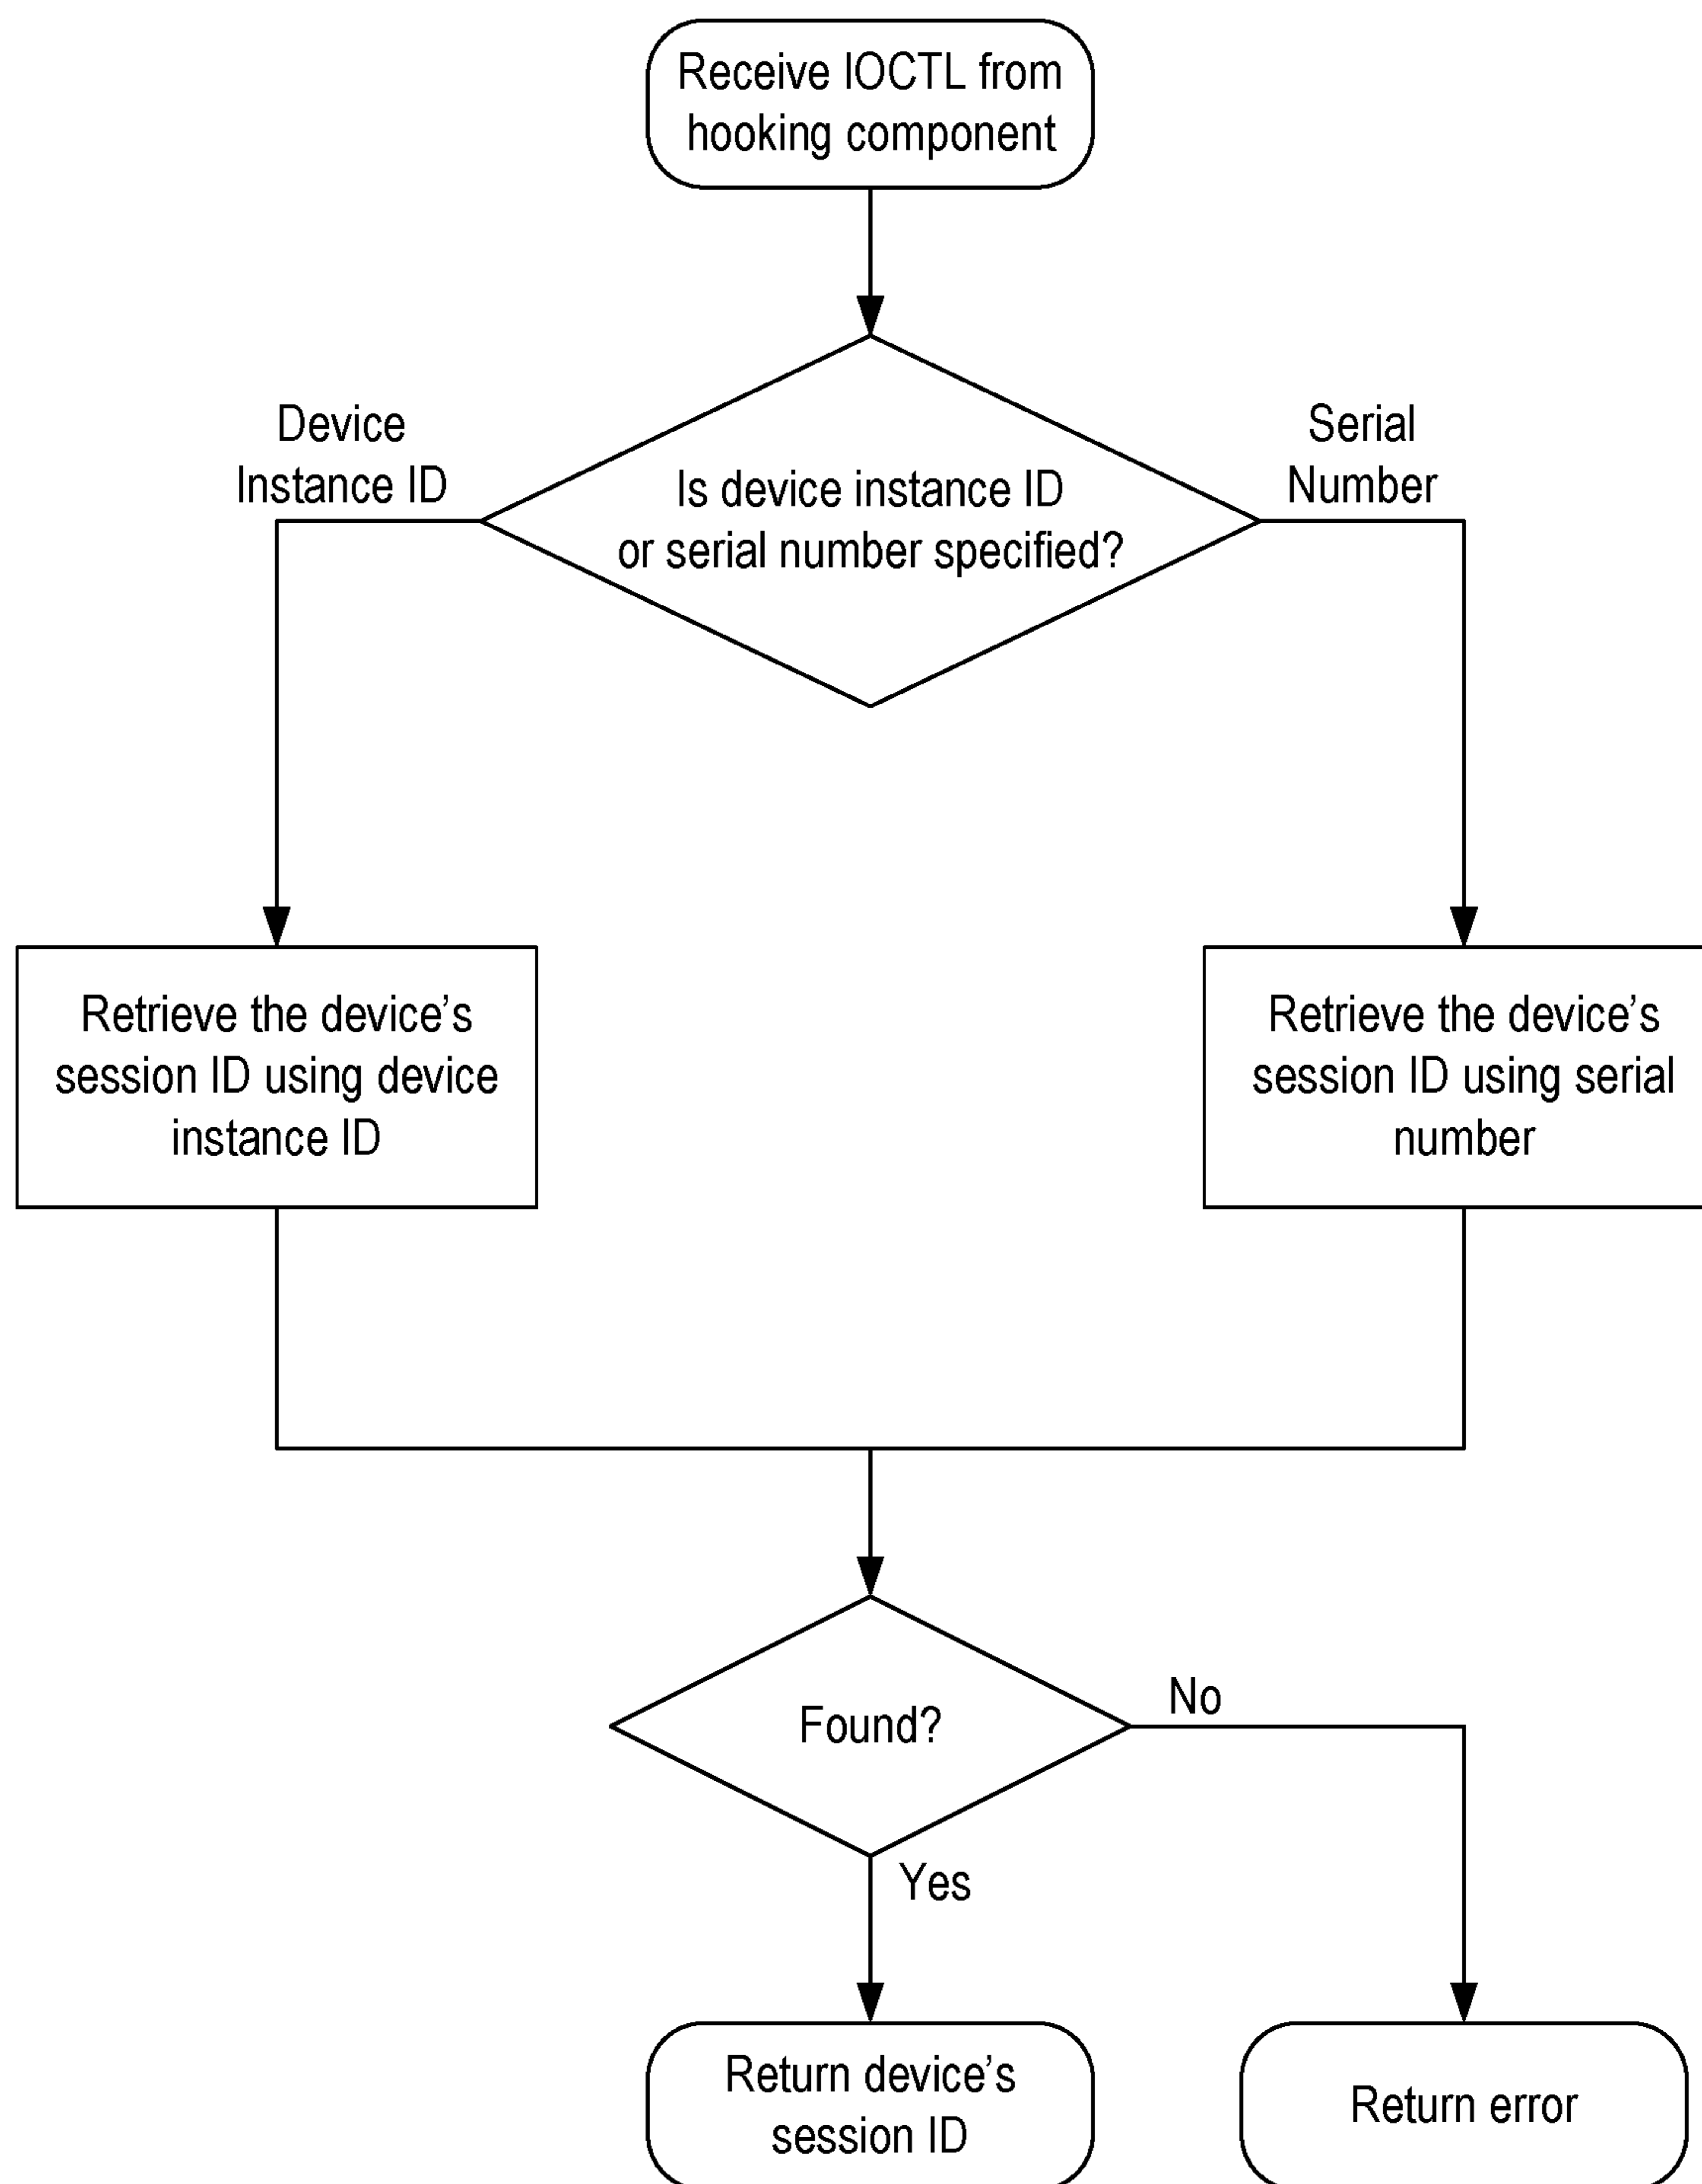 Receive IOCTL from
hooking component
Device
Instance ID
Serial
Number
Is device instance ID
or serial number specified?
Retrieve the device’s
session ID using device
instance ID
Retrieve the device’s
session ID using serial
number
Found?
No
Yes
Return device’s
session ID
Return error